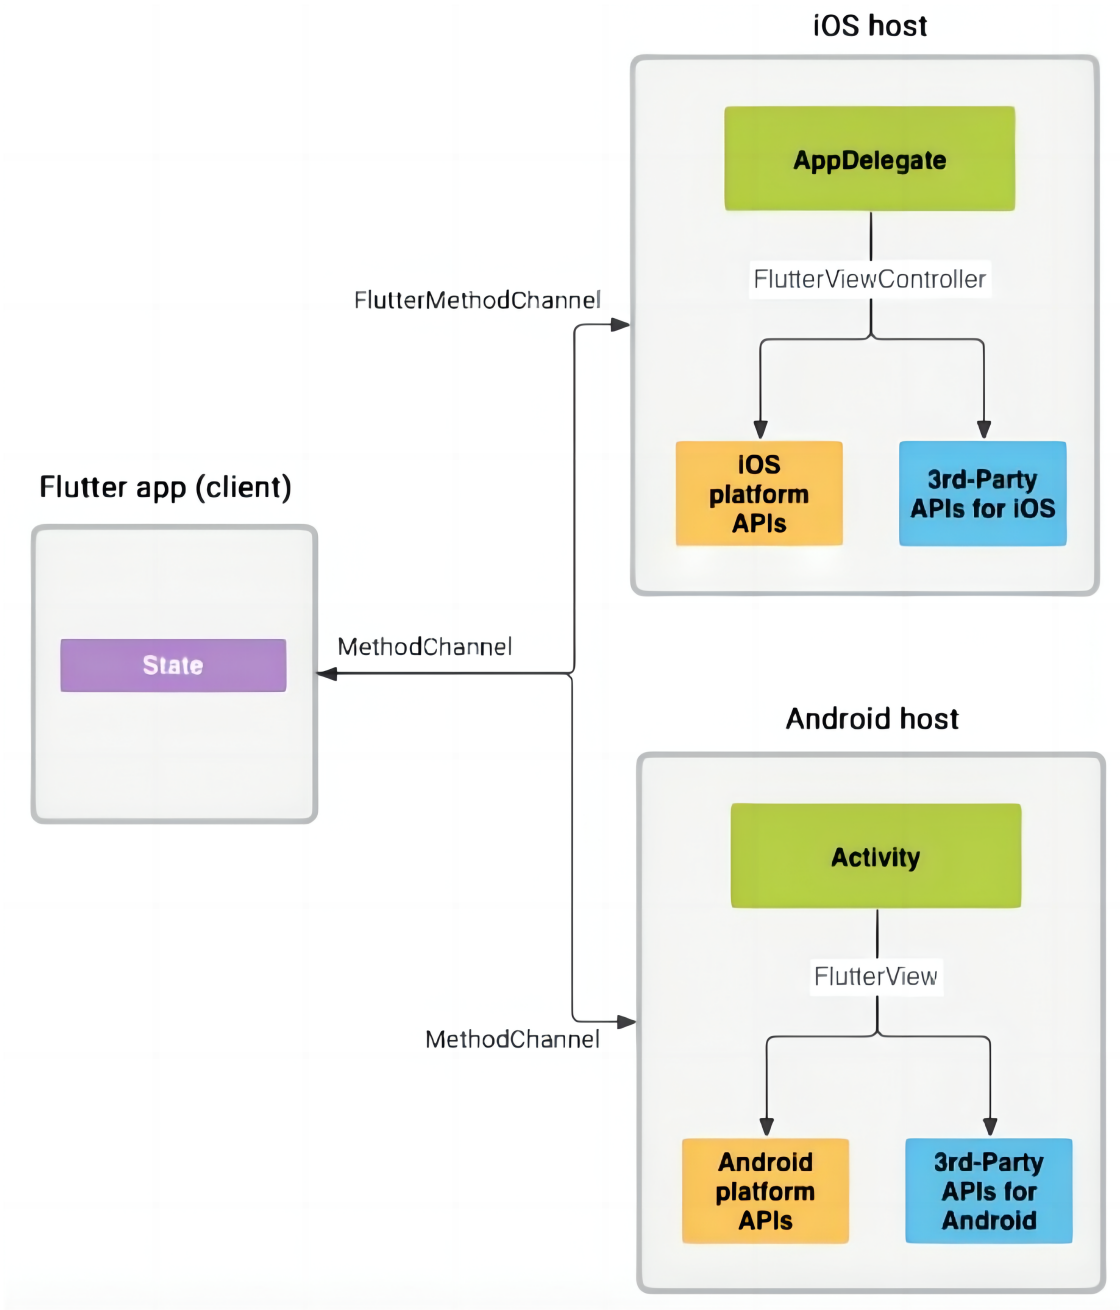 iOS host
AppDelegate
FlutterViewController
FlutterMethodChannel
iOS
platform
APIs
3rd-Party
APIs for iOS
Flutter app (client)
State
MethodChannel
Android host
Activity
FlutterView
MethodChannel
Android
platform
APIs
3rd-Party
APIs for
Android